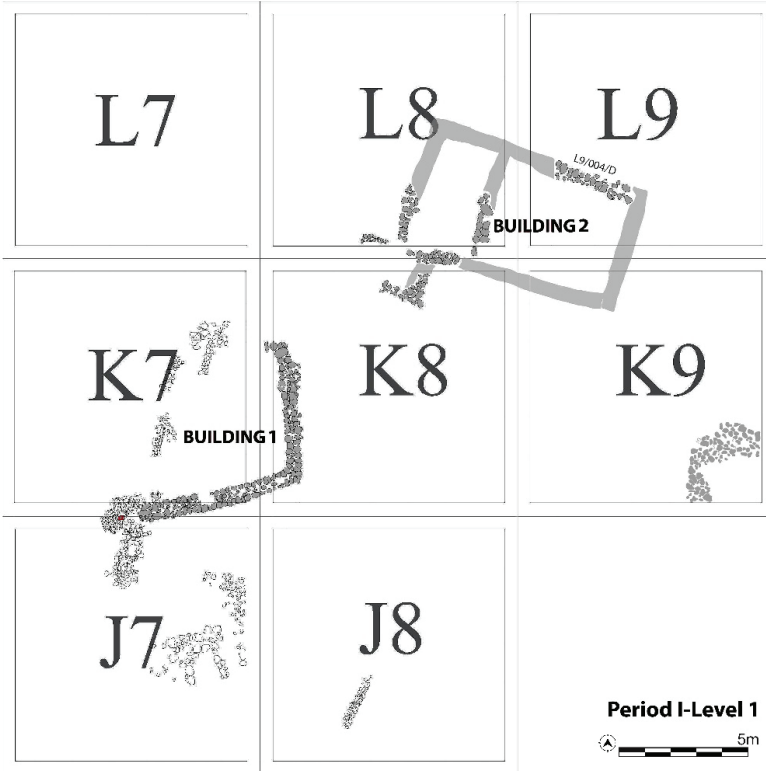 L7
L8
L9
L9/004/D
BUILDING 2
K7
K8
K9
BUILDING 1
J7
J8
Period I-Level 1
5m